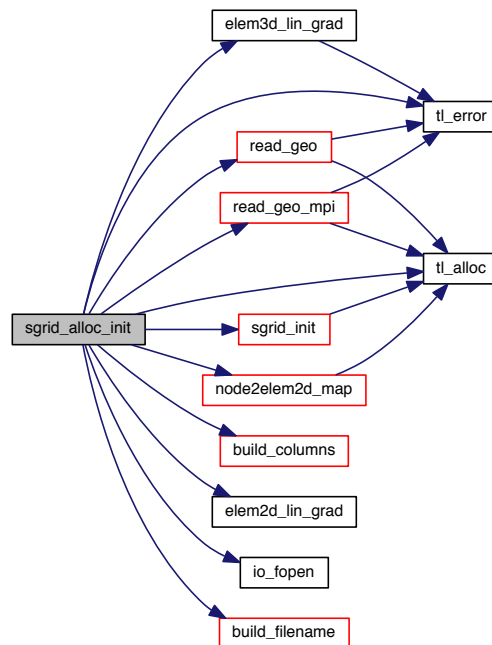 elem3d_lin_grad
tl_error
read_geo
read_geo_mpi
tl_alloc
sgrid_alloc_init
sgrid_init
node2elem2d_map
build_columns
elem2d_lin_grad
io_fopen
build_filename